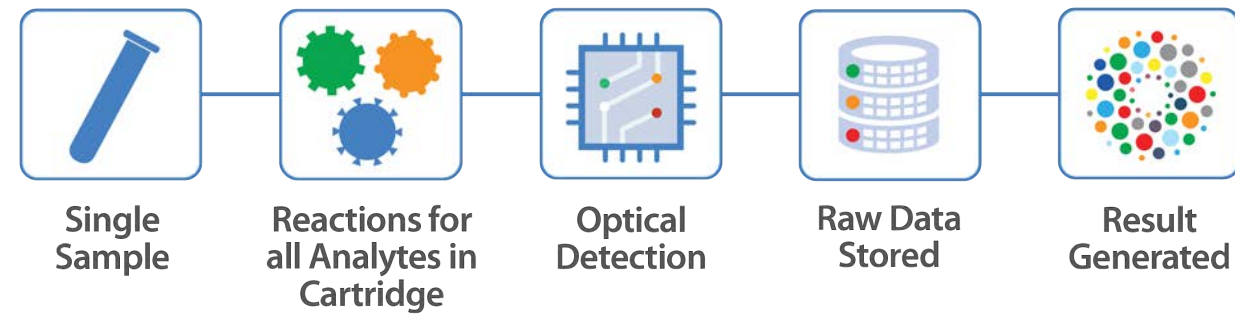 Single
Sample
Reactions for
all Analytes in
Cartridge
Optical
Detection
Raw Data
Stored
Result
Generated